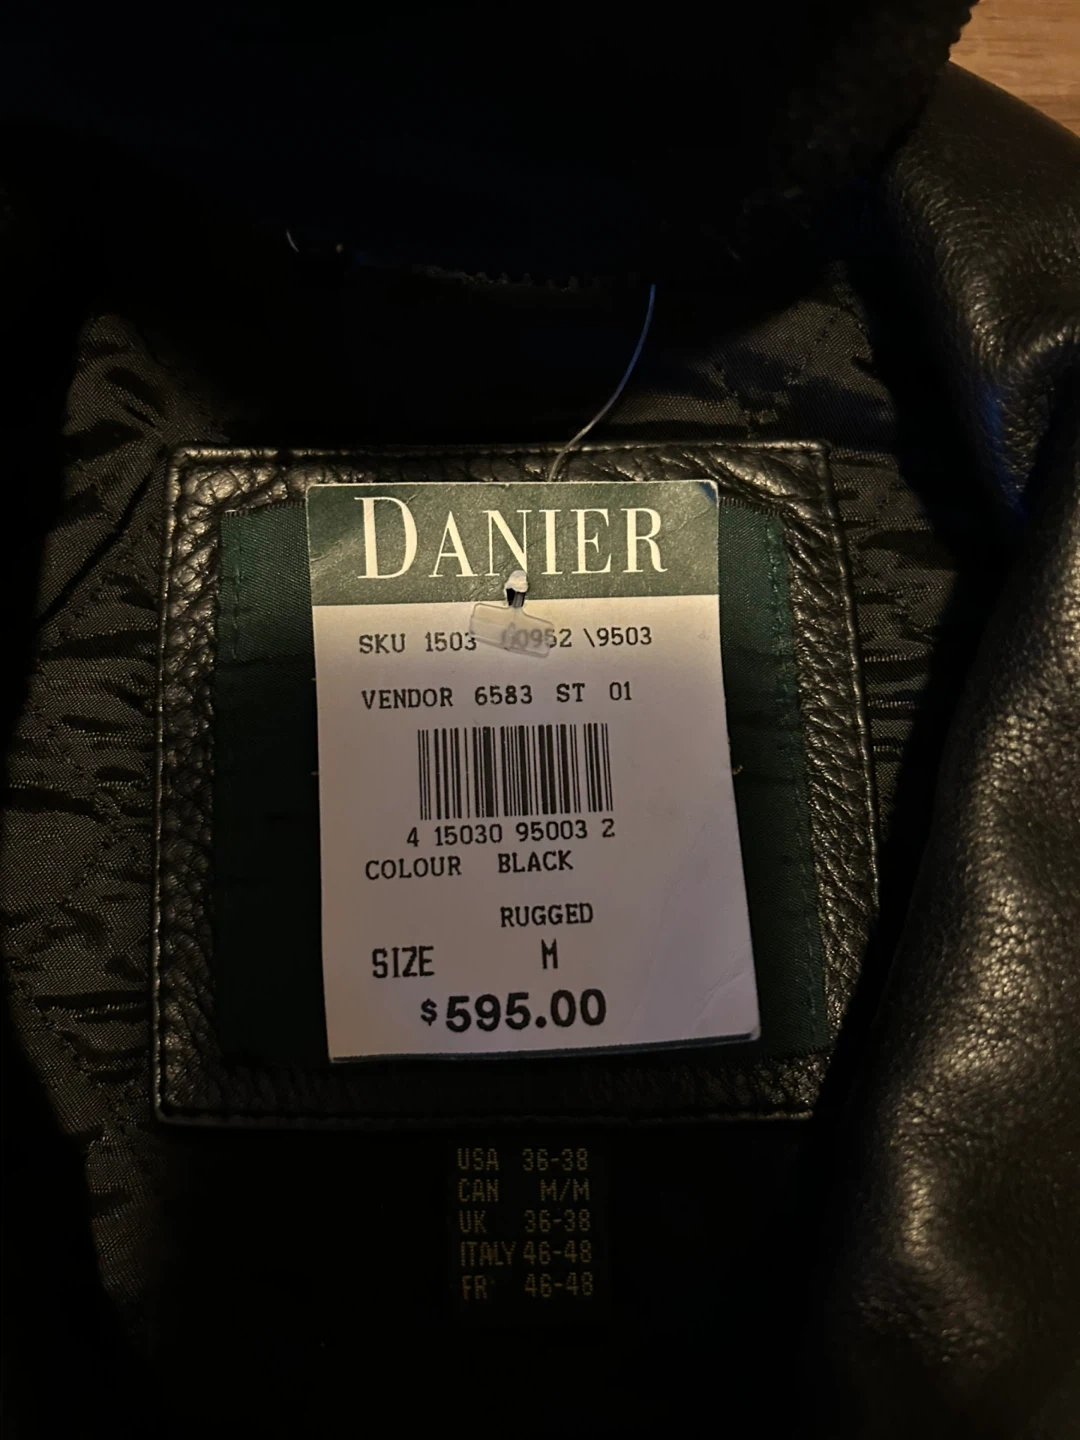 DANIER
SKU 1503 00952 \9503
VENDOR 6583 ST 01
4 15030 95003 2
COLOUR BLACK
RUGGED
SIZE M
$595.00
USA 36-38
CAN M/M
UK 36-38
ITALY 46-48
FR 46-48